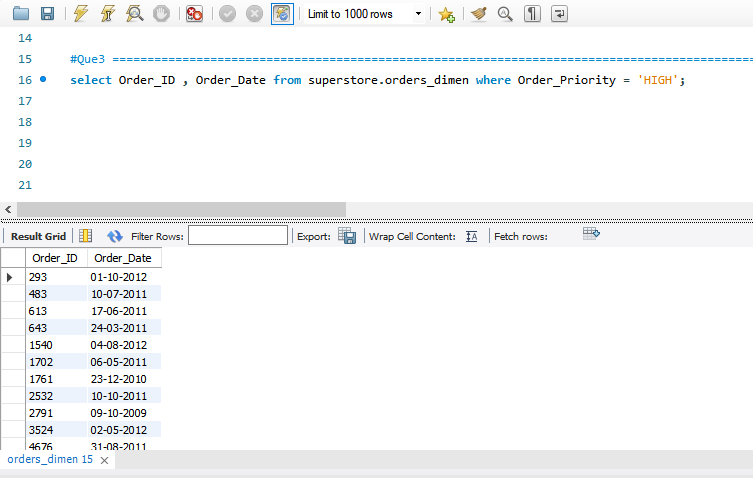 Limit to 1000 rows
14
15 #Que3 ============================================================================================
16 select Order_ID , Order_Date from superstore.orders_dimen where Order_Priority = 'HIGH';
17
18
19
20
21
Result Grid Filter Rows: Export: Wrap Cell Content: Fetch rows:
Order_ID Order_Date
293 01-10-2012
483 10-07-2011
613 17-06-2011
643 24-03-2011
1540 04-08-2012
1702 06-05-2011
1761 23-12-2010
2532 10-10-2011
2791 09-10-2009
3524 02-05-2012
4676 31-08-2011
orders_dimen 15